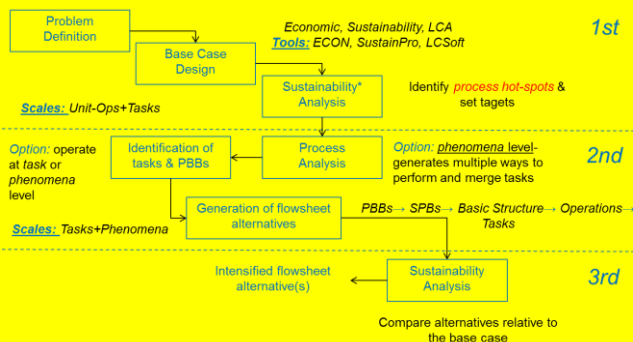 Problem
Definition
Economic, Sustainability, LCA
Tools: ECON, SustainPro, LCSoft
1st
Base Case
Design
Sustainability*
Analysis
Identify process hot-spots &
set tagets
Scales: Unit-Ops+Tasks
Option: operate
at task or
phenomena
level
Identification of
tasks & PBBs
Process
Analysis
Option: phenomena level-
generates multiple ways to
perform and merge tasks
2nd
Generation of flowsheet
alternatives
PBBs→ SPBs→ Basic Structure→ Operations→
Tasks
Scales: Tasks+Phenomena
Intensified flowsheet
alternative(s)
Sustainability
Analysis
3rd
Compare alternatives relative to
the base case